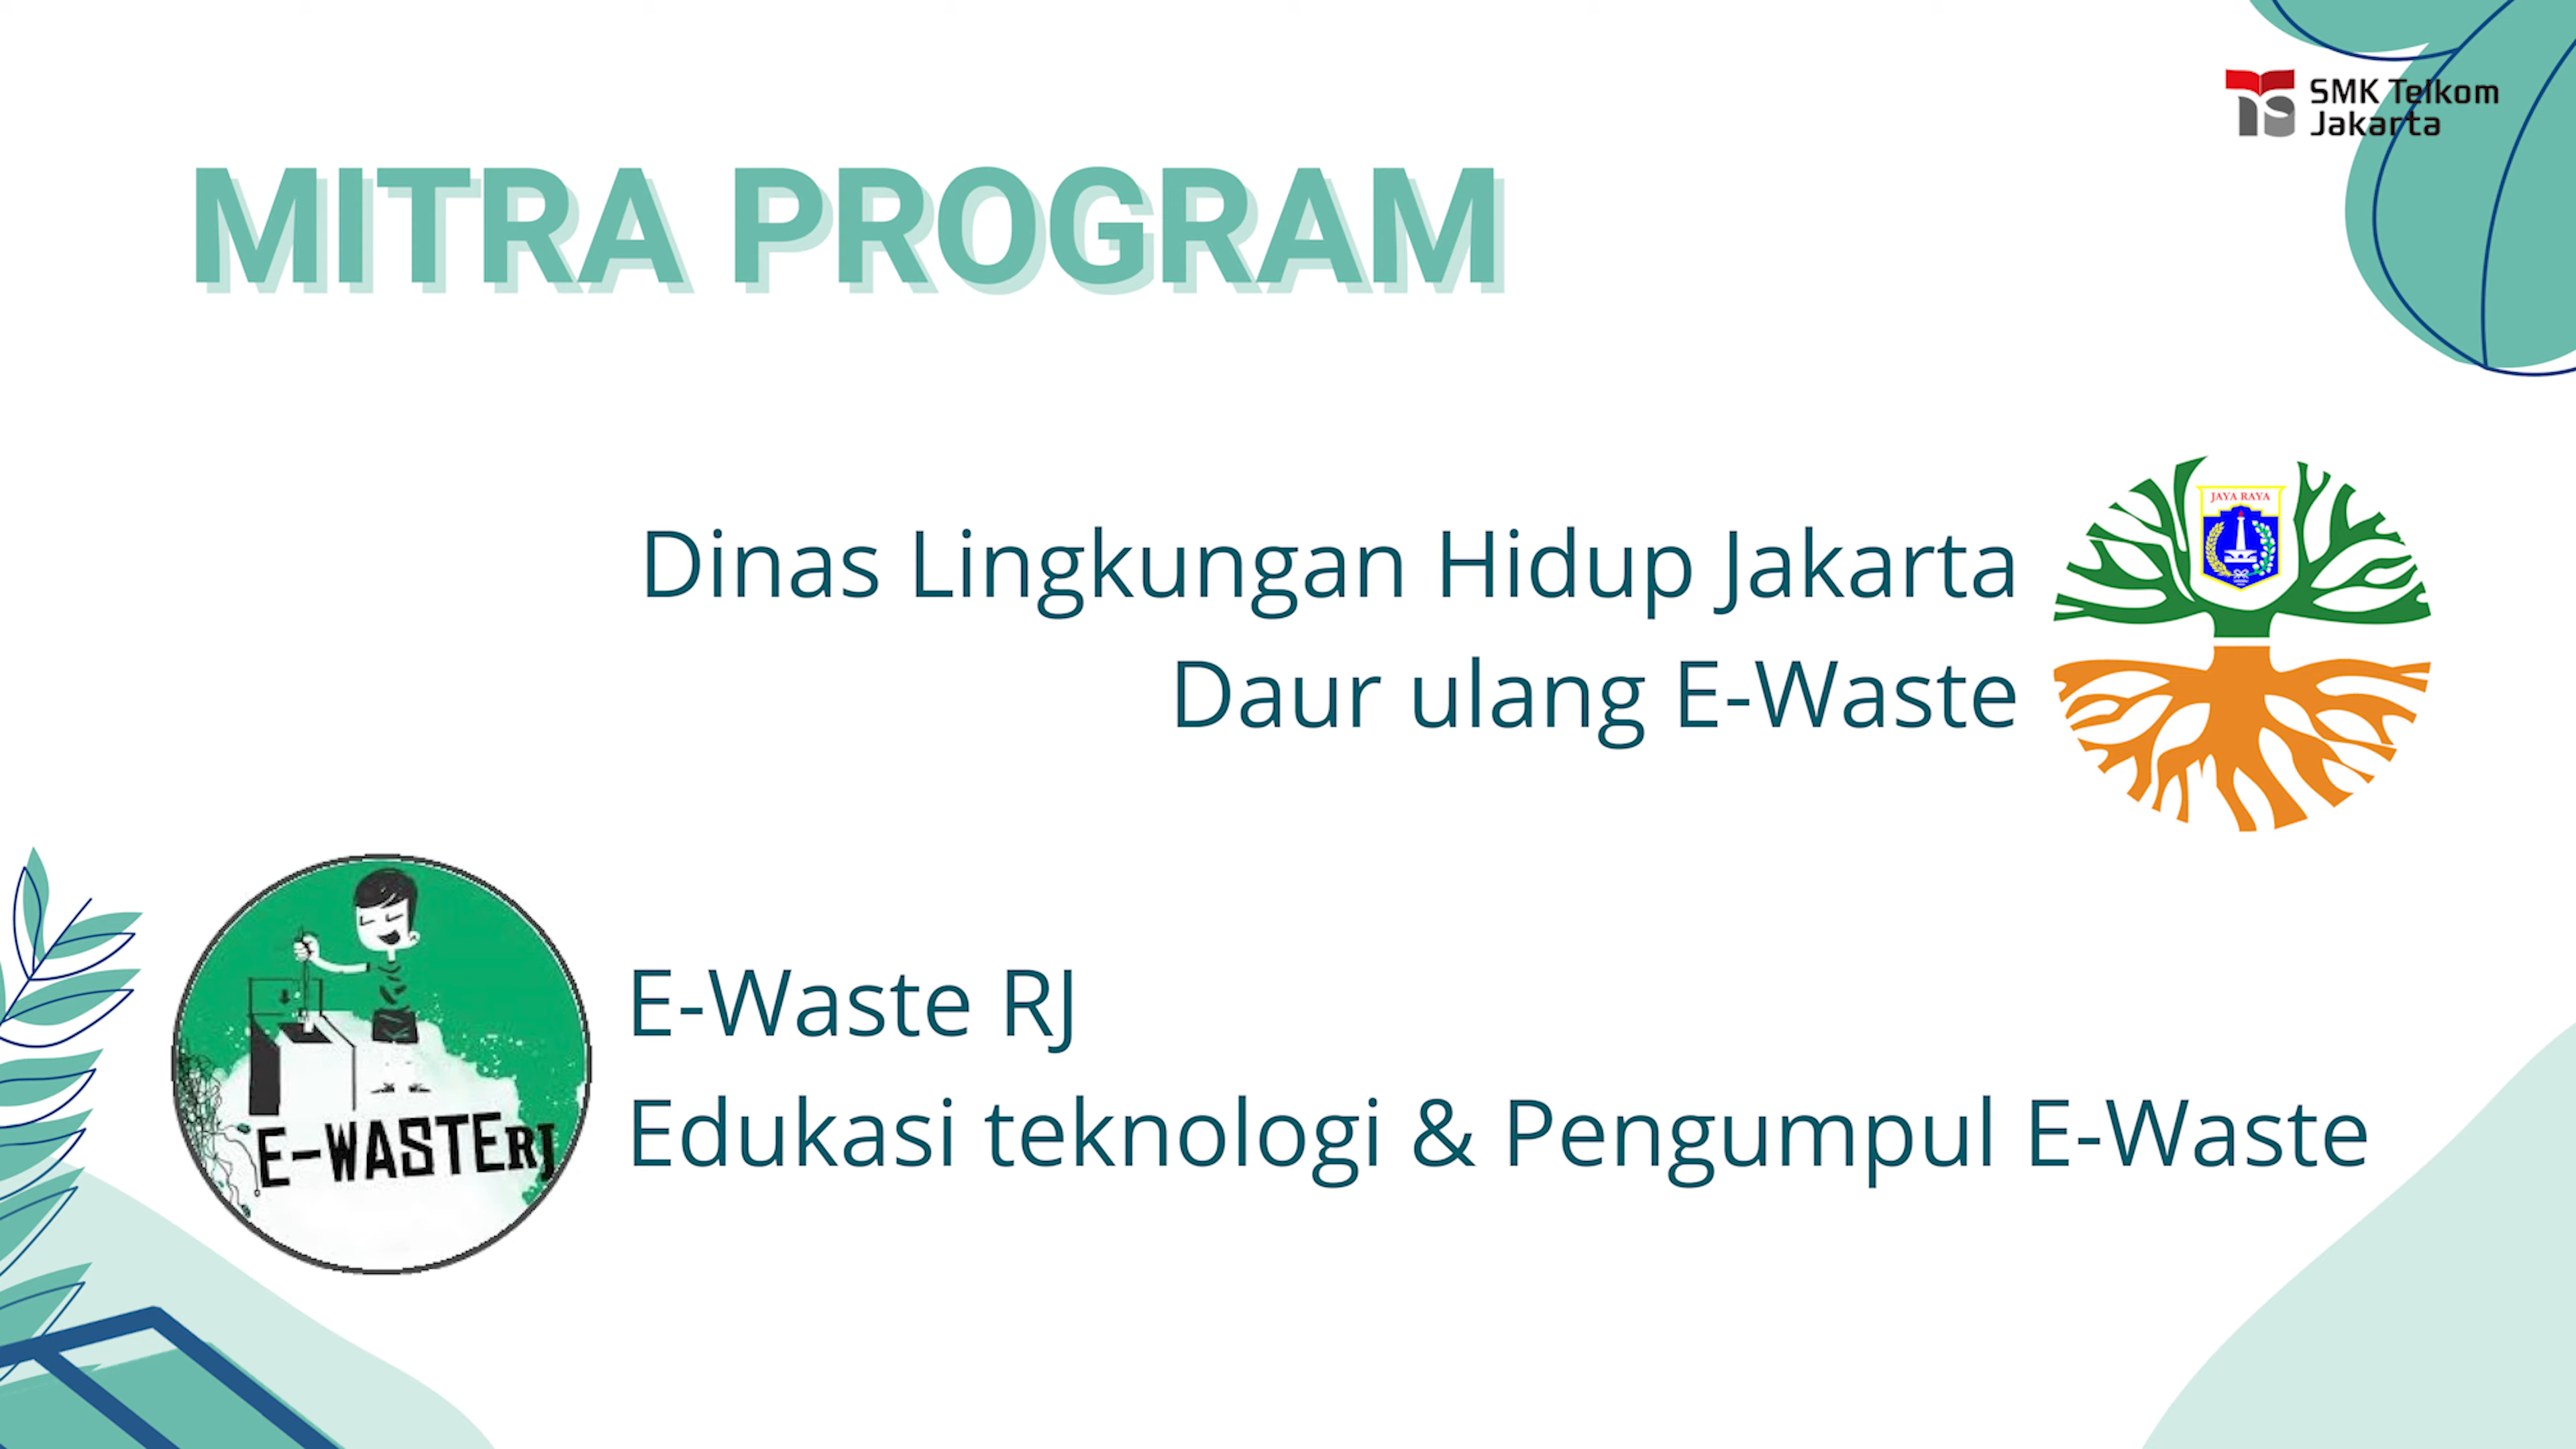 SMK Telkom
Jakarta
MITRA PROGRAM
JAYA RAYA
Dinas Lingkungan Hidup Jakarta
Daur ulang E-Waste
E-WASTERJ
E-Waste RJ
Edukasi teknologi & Pengumpul E-Waste